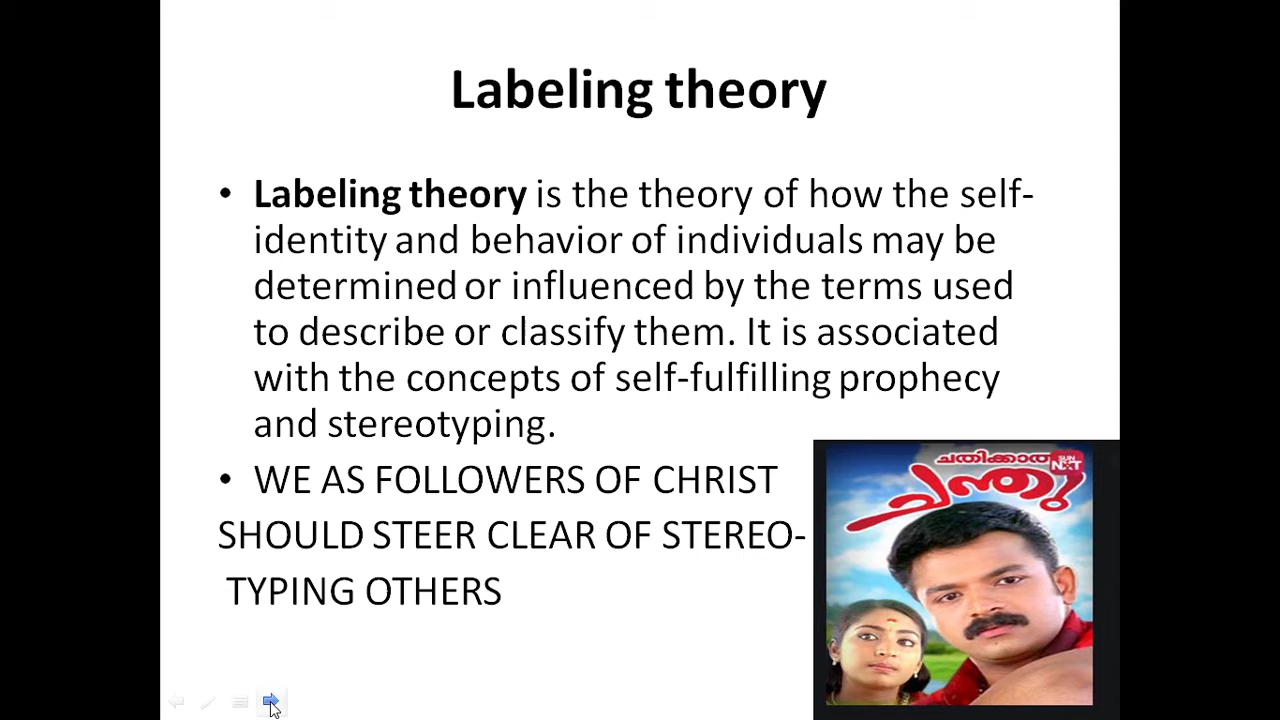 Labeling theory
• Labeling theory is the theory of how the self-
identity and behavior of individuals may be
determined or influenced by the terms used
to describe or classify them. It is associated
with the concepts of self-fulfilling prophecy
and stereotyping.
• WE AS FOLLOWERS OF CHRIST
SHOULD STEER CLEAR OF STEREO-
TYPING OTHERS
ചതിക്കാത്ത
ചന്തു
SUN
NXT